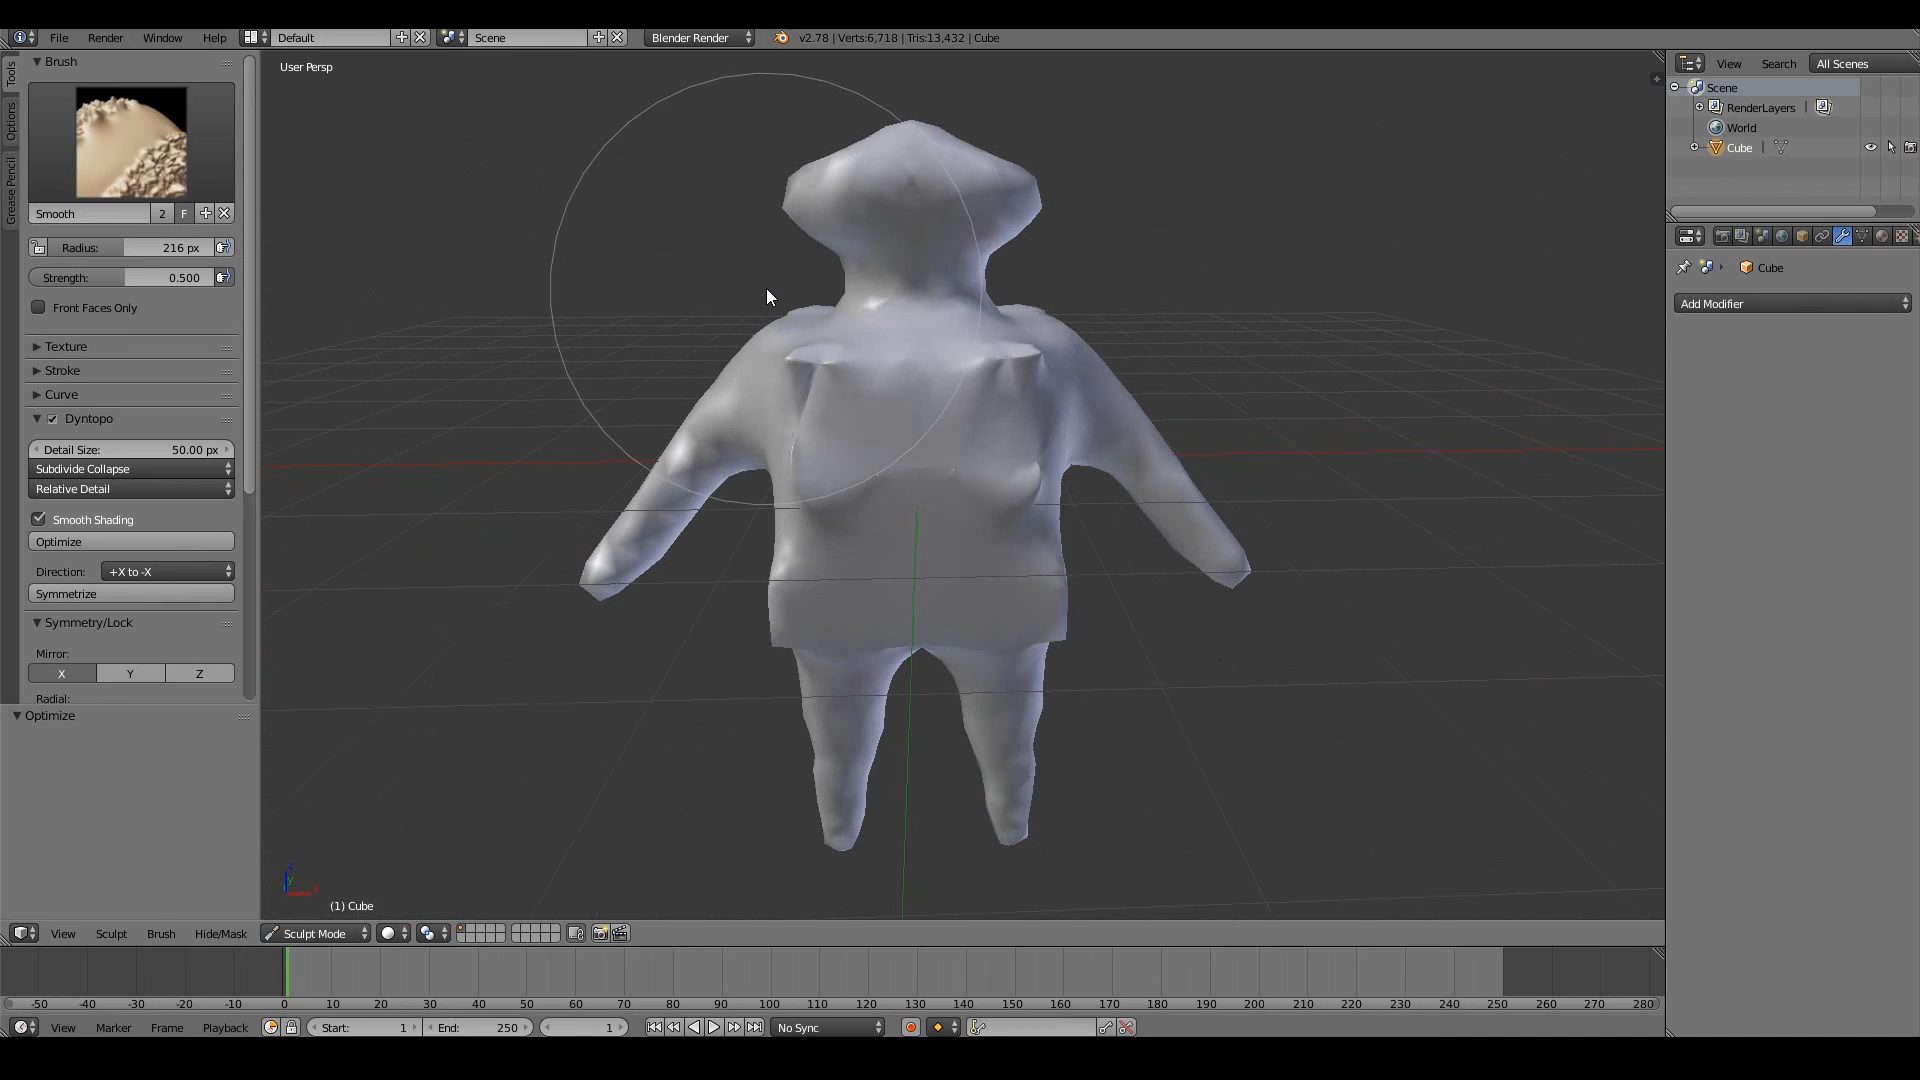 File Render Window Help Default Scene Blender Render v2.78 | Verts:6,718 | Tris:13,432 | Cube
Tools
Options
Grease Pencil
Brush
Smooth 2 F
Radius: 216 px
Strength: 0.500
Front Faces Only
Texture
Stroke
Curve
Dyntopo
Detail Size: 50.00 px
Subdivide Collapse
Relative Detail
Smooth Shading
Optimize
Direction: +X to -X
Symmetrize
Symmetry/Lock
Mirror:
X Y Z
Radial:
Optimize
User Persp
(1) Cube
View Search All Scenes
Scene
RenderLayers |
World
Cube |
Cube
Add Modifier
View Sculpt Brush Hide/Mask Sculpt Mode
-50 -40 -30 -20 -10 0 10 20 30 40 50 60 70 80 90 100 110 120 130 140 150 160 170 180 190 200 210 220 230 240 250 260 270 280
View Marker Frame Playback Start: 1 End: 250 1 No Sync